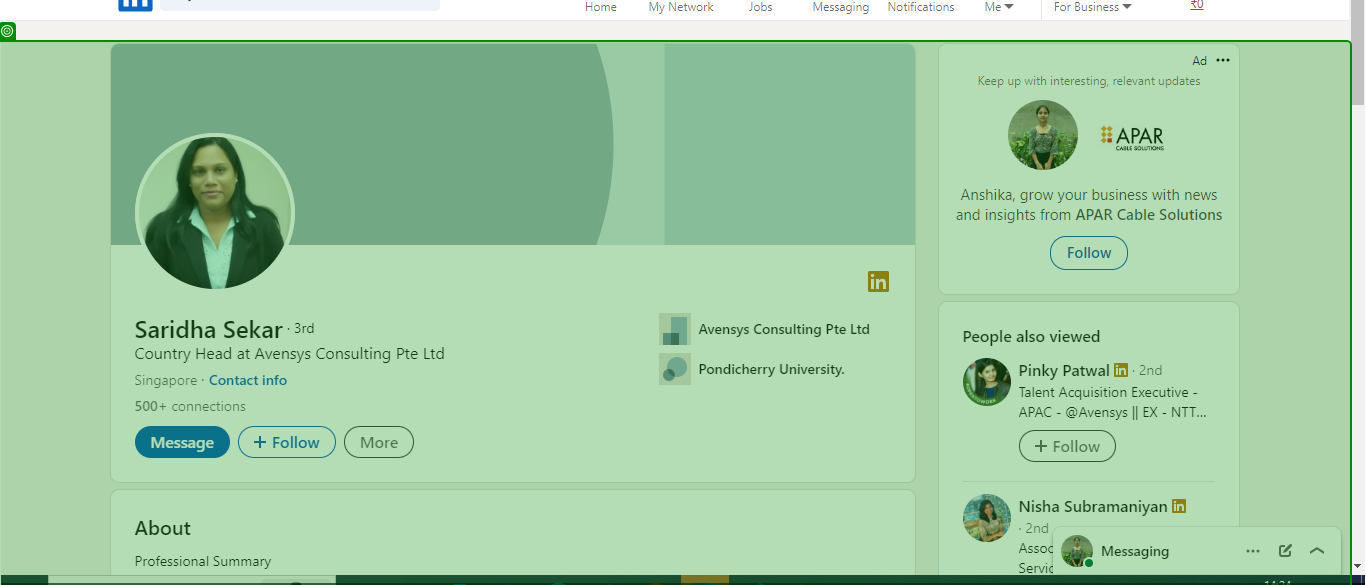 Home
My Network
Jobs
Messaging
Notifications
Me
For Business
₹0
Ad
Keep up with interesting, relevant updates
APAR
CABLE SOLUTIONS
Anshika, grow your business with news
and insights from APAR Cable Solutions
Follow
in
Saridha Sekar · 3rd
Country Head at Avensys Consulting Pte Ltd
Singapore · Contact info
500+ connections
Message
+ Follow
More
Avensys Consulting Pte Ltd
Pondicherry University.
About
Professional Summary
People also viewed
Pinky Patwal in · 2nd
Talent Acquisition Executive -
APAC - @Avensys || EX - NTT...
+ Follow
Nisha Subramaniyan in
· 2nd
Messaging